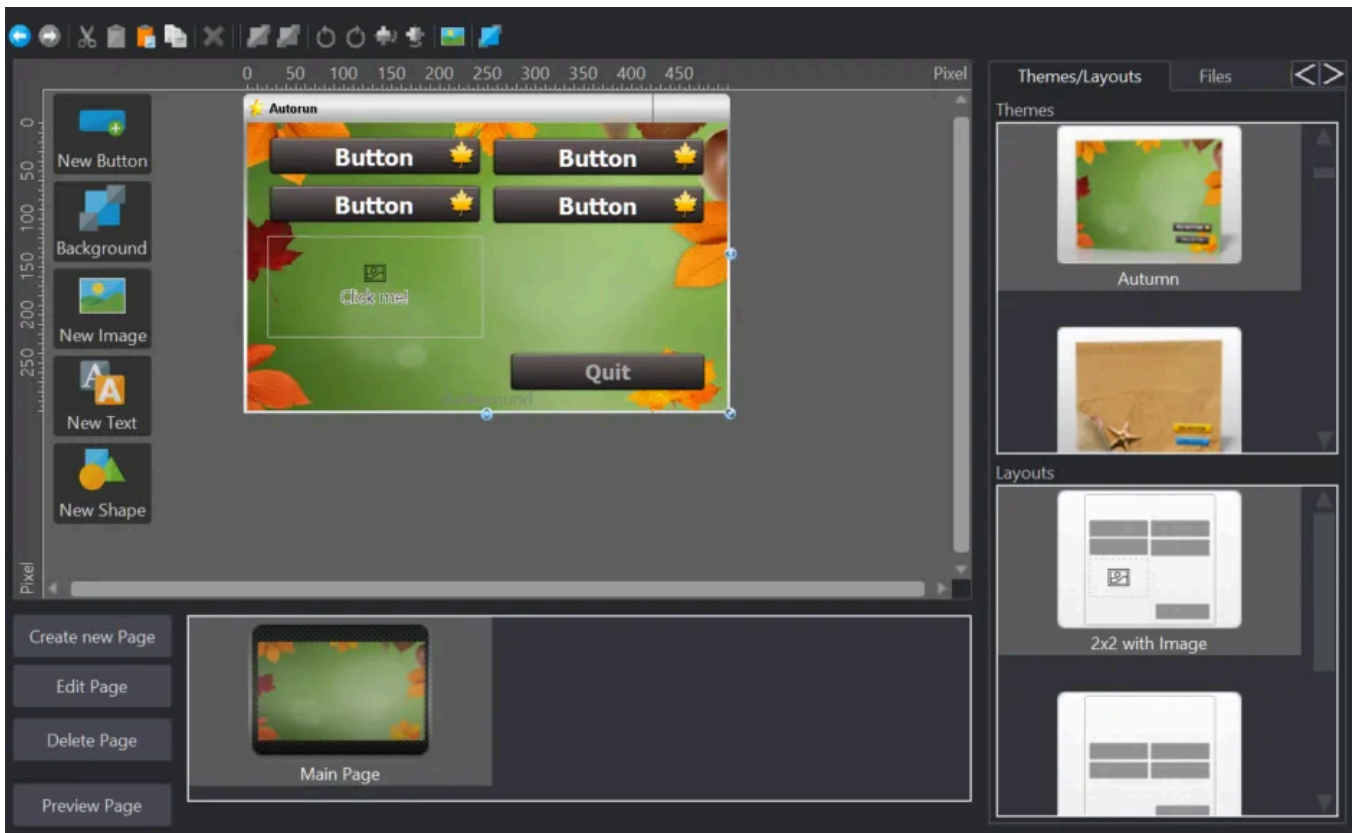 0 50 100 150 200 250 300 350 400 450 Pixel
0
50
100
150
200
250
Pixel
New Button
Background
New Image
New Text
New Shape
Autorun
Button Button
Button Button
Click me!
Quit
Background
Themes/Layouts Files
Themes
Autumn
Layouts
2x2 with Image
Create new Page
Edit Page
Delete Page
Preview Page
Main Page